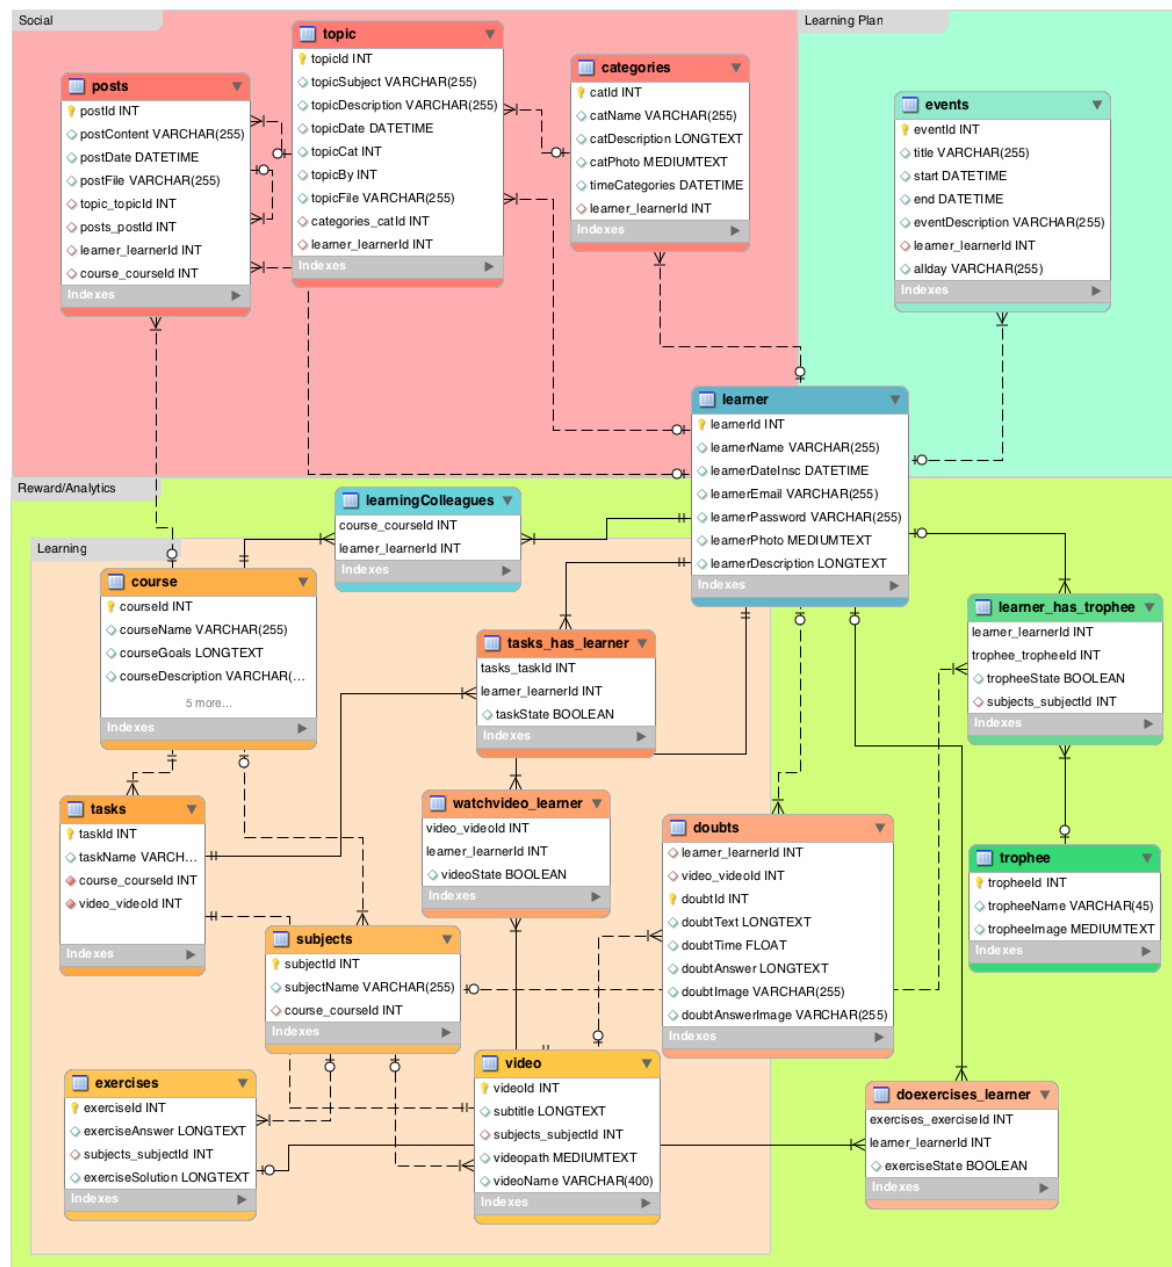 Social
Learning Plan
topic
topicId INT
topicSubject VARCHAR(255)
topicDescription VARCHAR(255)
topicDate DATETIME
topicCat INT
topicBy INT
topicFile VARCHAR(255)
categories_catId INT
learner_learnerId INT
Indexes
posts
postId INT
postContent VARCHAR(255)
postDate DATETIME
postFile VARCHAR(255)
topic_topicId INT
posts_postId INT
learner_learnerId INT
course_courseId INT
Indexes
categories
catId INT
catName VARCHAR(255)
catDescription LONGTEXT
catPhoto MEDIUMTEXT
timeCategories DATETIME
learner_learnerId INT
Indexes
events
eventId INT
title VARCHAR(255)
start DATETIME
end DATETIME
eventDescription VARCHAR(255)
learner_learnerId INT
allday VARCHAR(255)
Indexes
learner
learnerId INT
learnerName VARCHAR(255)
learnerDateInsc DATETIME
learnerEmail VARCHAR(255)
learnerPassword VARCHAR(255)
learnerPhoto MEDIUMTEXT
learnerDescription LONGTEXT
Indexes
Reward/Analytics
learningColleagues
course_courseId INT
learner_learnerId INT
Indexes
Learning
course
courseId INT
courseName VARCHAR(255)
courseGoals LONGTEXT
courseDescription VARCHAR(...
5 more...
Indexes
tasks_has_learner
tasks_taskId INT
learner_learnerId INT
taskState BOOLEAN
Indexes
learner_has_trophee
learner_learnerId INT
trophee_tropheeId INT
tropheeState BOOLEAN
subjects_subjectId INT
Indexes
tasks
taskId INT
taskName VARCH...
course_courseId INT
video_videoId INT
Indexes
watchvideo_learner
video_videoId INT
learner_learnerId INT
videoState BOOLEAN
Indexes
doubts
learner_learnerId INT
video_videoId INT
doubtId INT
doubtText LONGTEXT
doubtTime FLOAT
doubtAnswer LONGTEXT
doubtImage VARCHAR(255)
doubtAnswerImage VARCHAR(255)
Indexes
trophee
tropheeId INT
tropheeName VARCHAR(45)
tropheeImage MEDIUMTEXT
Indexes
subjects
subjectId INT
subjectName VARCHAR(255)
course_courseId INT
Indexes
exercises
exerciseId INT
exerciseAnswer LONGTEXT
subjects_subjectId INT
exerciseSolution LONGTEXT
Indexes
video
videoId INT
subtitle LONGTEXT
subjects_subjectId INT
videopath MEDIUMTEXT
videoName VARCHAR(400)
Indexes
doexercises_learner
exercises_exerciseId INT
learner_learnerId INT
exerciseState BOOLEAN
Indexes